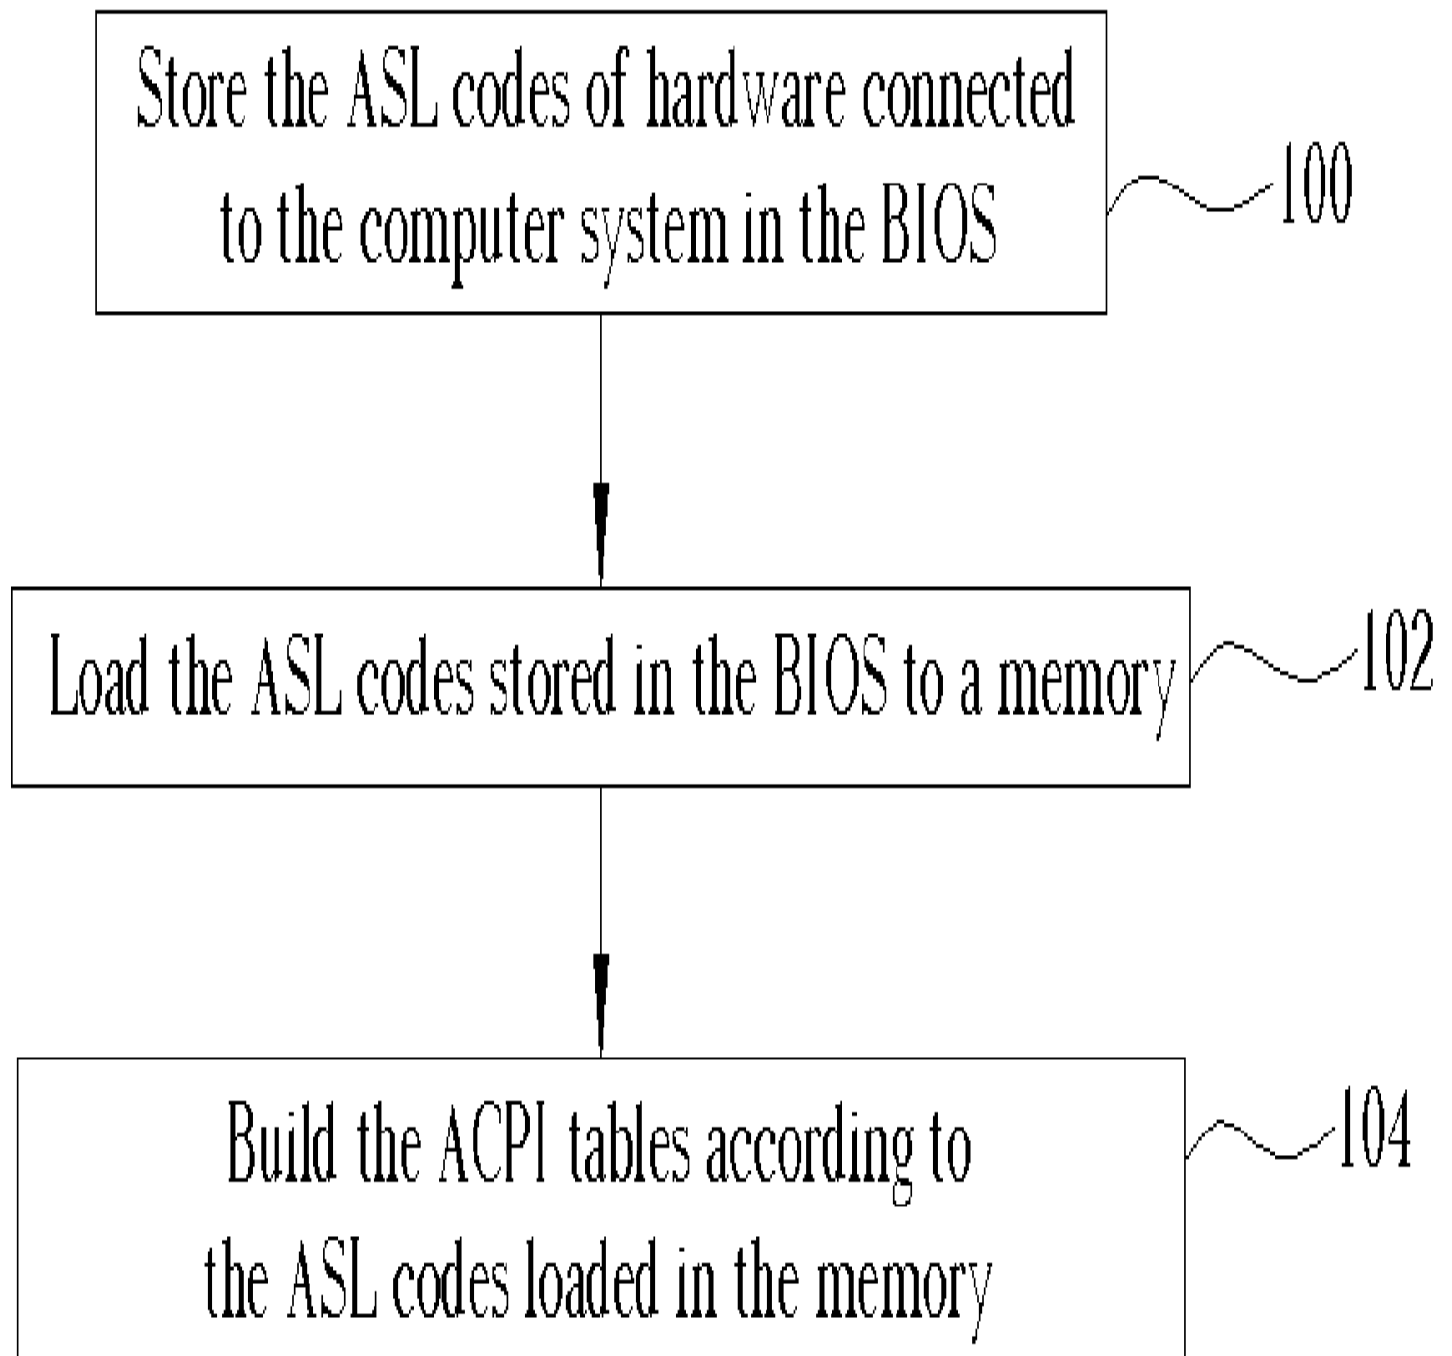 Store the ASL codes of hardware connected
to the computer system in the BIOS
100
Load the ASL codes stored in the BIOS to a memory
102
Build the ACPI tables according to
the ASL codes loaded in the memory
104